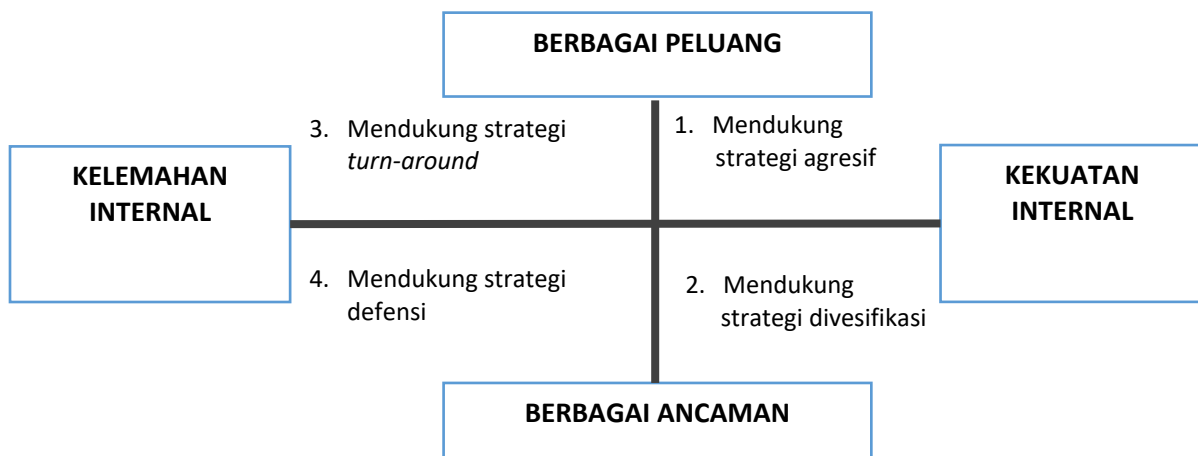 BERBAGAI PELUANG
3. Mendukung strategi
turn-around
1. Mendukung
strategi agresif
KELEMAHAN
INTERNAL
KEKUATAN
INTERNAL
4. Mendukung strategi
defensi
2. Mendukung
strategi divesifikasi
BERBAGAI ANCAMAN